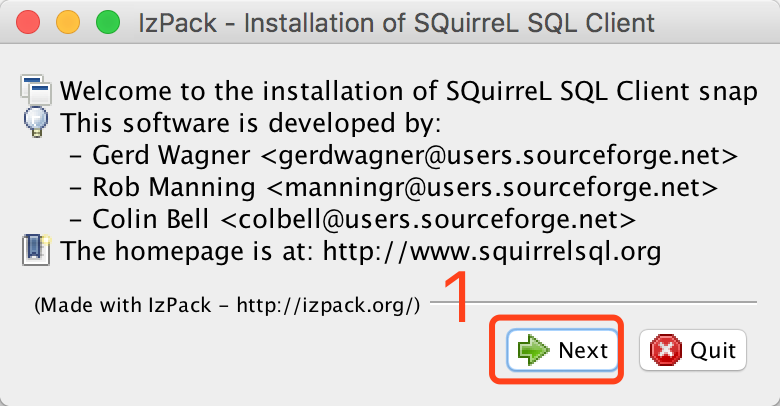 IzPack - Installation of SQuirreL SQL Client
Welcome to the installation of SQuirreL SQL Client snap
This software is developed by:
- Gerd Wagner <gerdwagner@users.sourceforge.net>
- Rob Manning <manningr@users.sourceforge.net>
- Colin Bell <colbell@users.sourceforge.net>
The homepage is at: http://www.squirrelsql.org
(Made with IzPack - http://izpack.org/)
1
Next
Quit